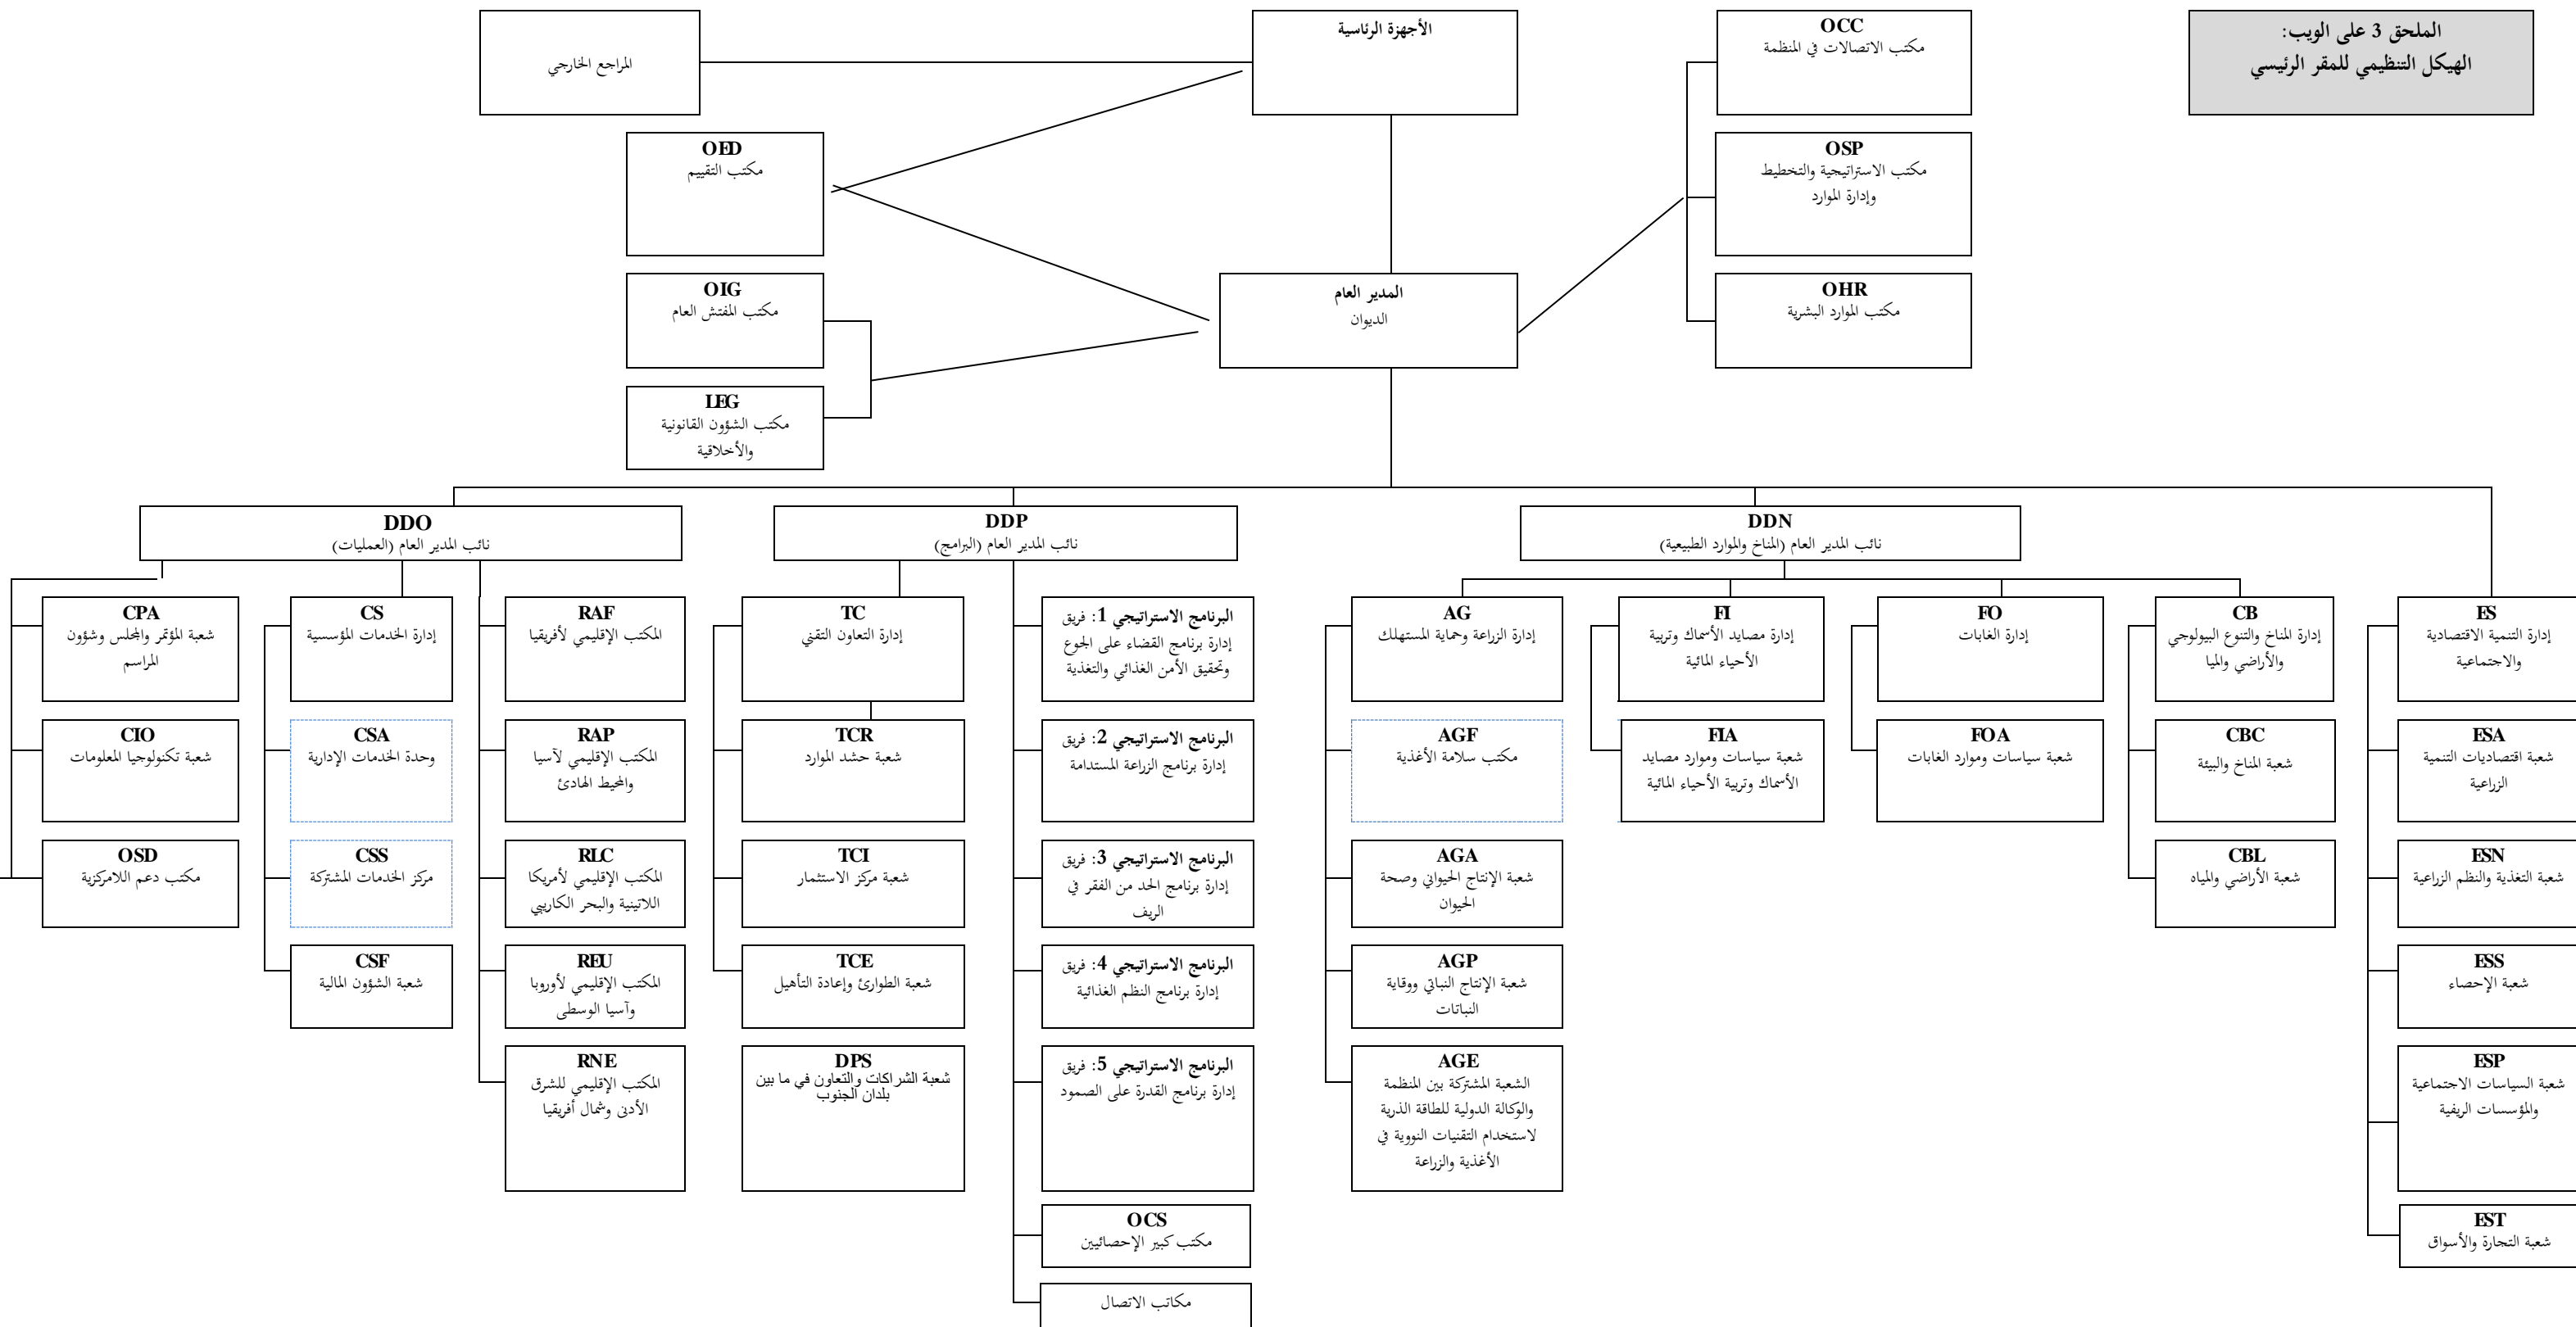 الملحق 3 على الويب:
الهيكل التنظيمي للمقر الرئيسي
OCC
مكتب الاتصالات في المنظمة
الأجهزة الرئاسية
المراجع الخارجي
OSP
مكتب الاستراتيجية والتخطيط
وإدارة الموارد
OED
مكتب التقييم
OHR
مكتب الموارد البشرية
المدير العام
الديوان
OIG
مكتب المفتش العام
LEG
مكتب الشؤون القانونية
والأخلاقية
DDN
نائب المدير العام (المناخ والموارد الطبيعية)
DDP
نائب المدير العام (البرامج)
DDO
نائب المدير العام (العمليات)
ES
إدارة التنمية الاقتصادية
والاجتماعية
ESA
شعبة اقتصاديات التنمية
الزراعية
ESN
شعبة التغذية والنظم الزراعية
ESS
شعبة الإحصاء
ESP
شعبة السياسات الاجتماعية
والمؤسسات الريفية
EST
شعبة التجارة والأسواق
CB
إدارة المناخ والتنوع البيولوجي
والأراضي والميا
CBC
شعبة المناخ والبيئة
CBL
شعبة الأراضي والمياه
FO
إدارة الغابات
FOA
شعبة سياسات وموارد الغابات
FI
إدارة مصايد الأسماك وتربية
الأحياء المائية
FIA
شعبة سياسات وموارد مصايد
الأسماك وتربية الأحياء المائية
AG
إدارة الزراعة وحماية المستهلك
AGF
مكتب سلامة الأغذية
AGA
شعبة الإنتاج الحيواني وصحة
الحيوان
AGP
شعبة الإنتاج النباتي ووقاية
النباتات
AGE
الشعبة المشتركة بين المنظمة
والوكالة الدولية للطاقة الذرية
لاستخدام التقنيات النووية في
الأغذية والزراعة
البرنامج الاستراتيجي 1: فريق
إدارة برنامج القضاء على الجوع
وتحقيق الأمن الغذائي والتغذية
البرنامج الاستراتيجي 2: فريق
إدارة برنامج الزراعة المستدامة
البرنامج الاستراتيجي 3: فريق
إدارة برنامج الحد من الفقر في
الريف
البرنامج الاستراتيجي 4: فريق
إدارة برنامج النظم الغذائية
البرنامج الاستراتيجي 5: فريق
إدارة برنامج القدرة على الصمود
OCS
مكتب كبير الإحصائيين
مكاتب الاتصال
TC
إدارة التعاون التقني
TCR
شعبة حشد الموارد
TCI
شعبة مركز الاستثمار
TCE
شعبة الطوارئ وإعادة التأهيل
DPS
شعبة الشراكات والتعاون في ما بين
بلدان الجنوب
RAF
المكتب الإقليمي لأفريقيا
RAP
المكتب الإقليمي لآسيا
والمحيط الهادئ
RLC
المكتب الإقليمي لأمريكا
اللاتينية والبحر الكاريبي
REU
المكتب الإقليمي لأوروبا
وآسيا الوسطى
RNE
المكتب الإقليمي للشرق
الأدنى وشمال أفريقيا
CS
إدارة الخدمات المؤسسية
CSA
وحدة الخدمات الإدارية
CSS
مركز الخدمات المشتركة
CSF
شعبة الشؤون المالية
CPA
شعبة المؤتمر والمجلس وشؤون
المراسم
CIO
شعبة تكنولوجيا المعلومات
OSD
مكتب دعم اللامركزية